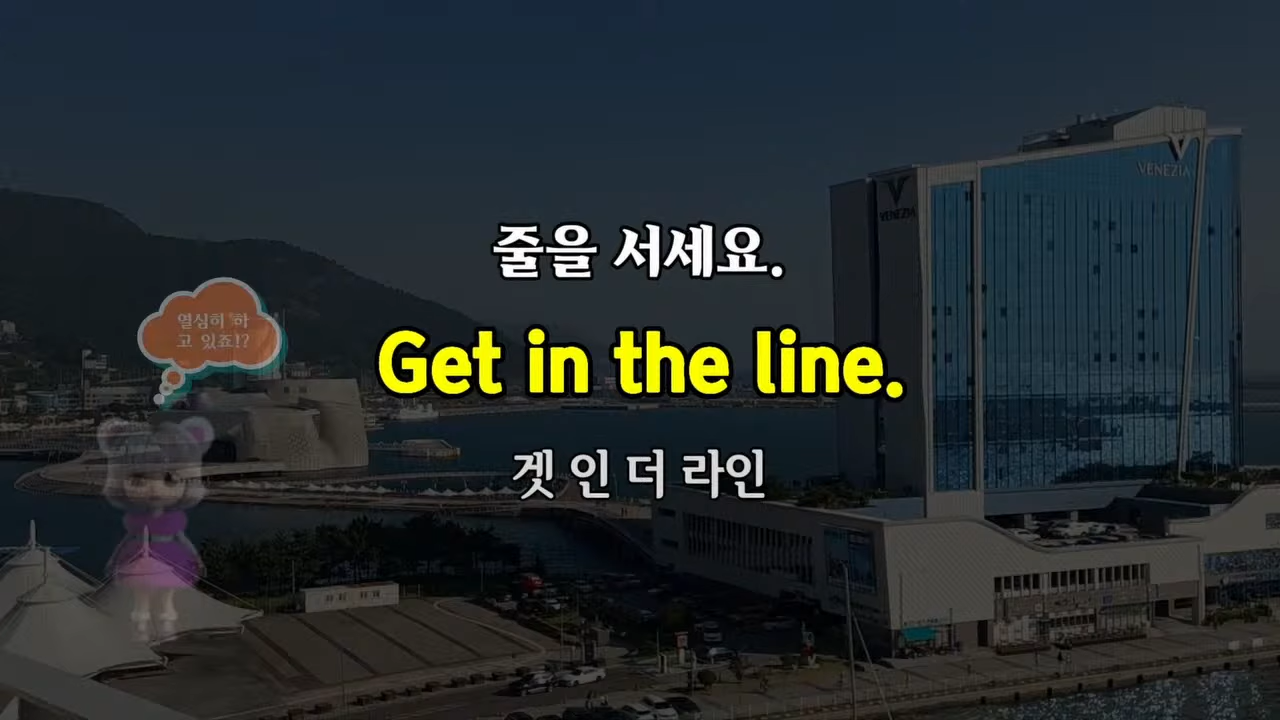 VENEZIA
VENEZIA
줄을 서세요.
열심히 하
고 있죠!?
Get in the line.
겟 인 더 라인